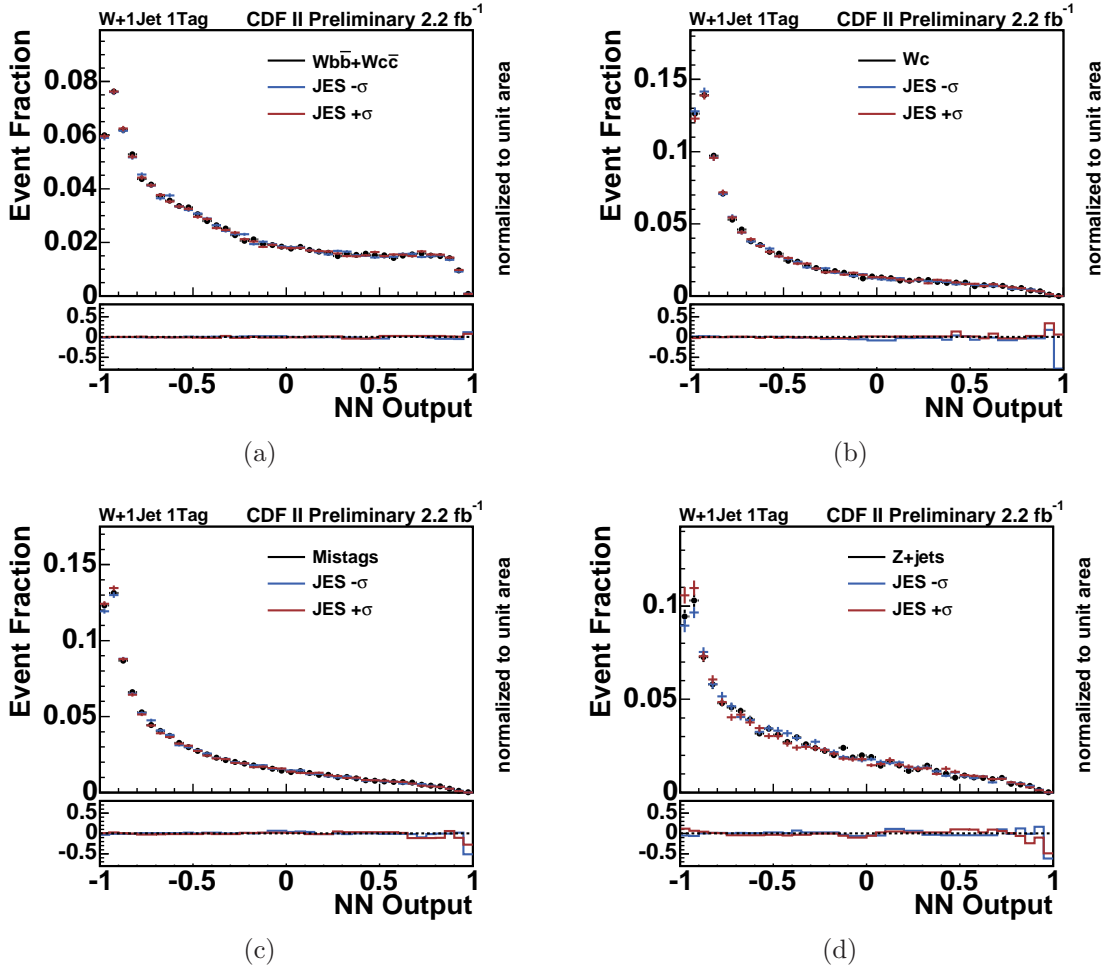 W+1Jet 1Tag CDF II Preliminary 2.2 fb⁻¹
Event Fraction
normalized to unit area
Wbb̅+Wcc̅
JES -σ
JES +σ
0.08
0.06
0.04
0.02
0
0.5
0
-0.5
-1 -0.5 0 0.5 1
NN Output
(a)
W+1Jet 1Tag CDF II Preliminary 2.2 fb⁻¹
Event Fraction
normalized to unit area
Wc
JES -σ
JES +σ
0.15
0.1
0.05
0
0.5
0
-0.5
-1 -0.5 0 0.5 1
NN Output
(b)
W+1Jet 1Tag CDF II Preliminary 2.2 fb⁻¹
Event Fraction
normalized to unit area
Mistags
JES -σ
JES +σ
0.15
0.1
0.05
0
0.5
0
-0.5
-1 -0.5 0 0.5 1
NN Output
(c)
W+1Jet 1Tag CDF II Preliminary 2.2 fb⁻¹
Event Fraction
normalized to unit area
Z+jets
JES -σ
JES +σ
0.1
0.05
0
0.5
0
-0.5
-1 -0.5 0 0.5 1
NN Output
(d)